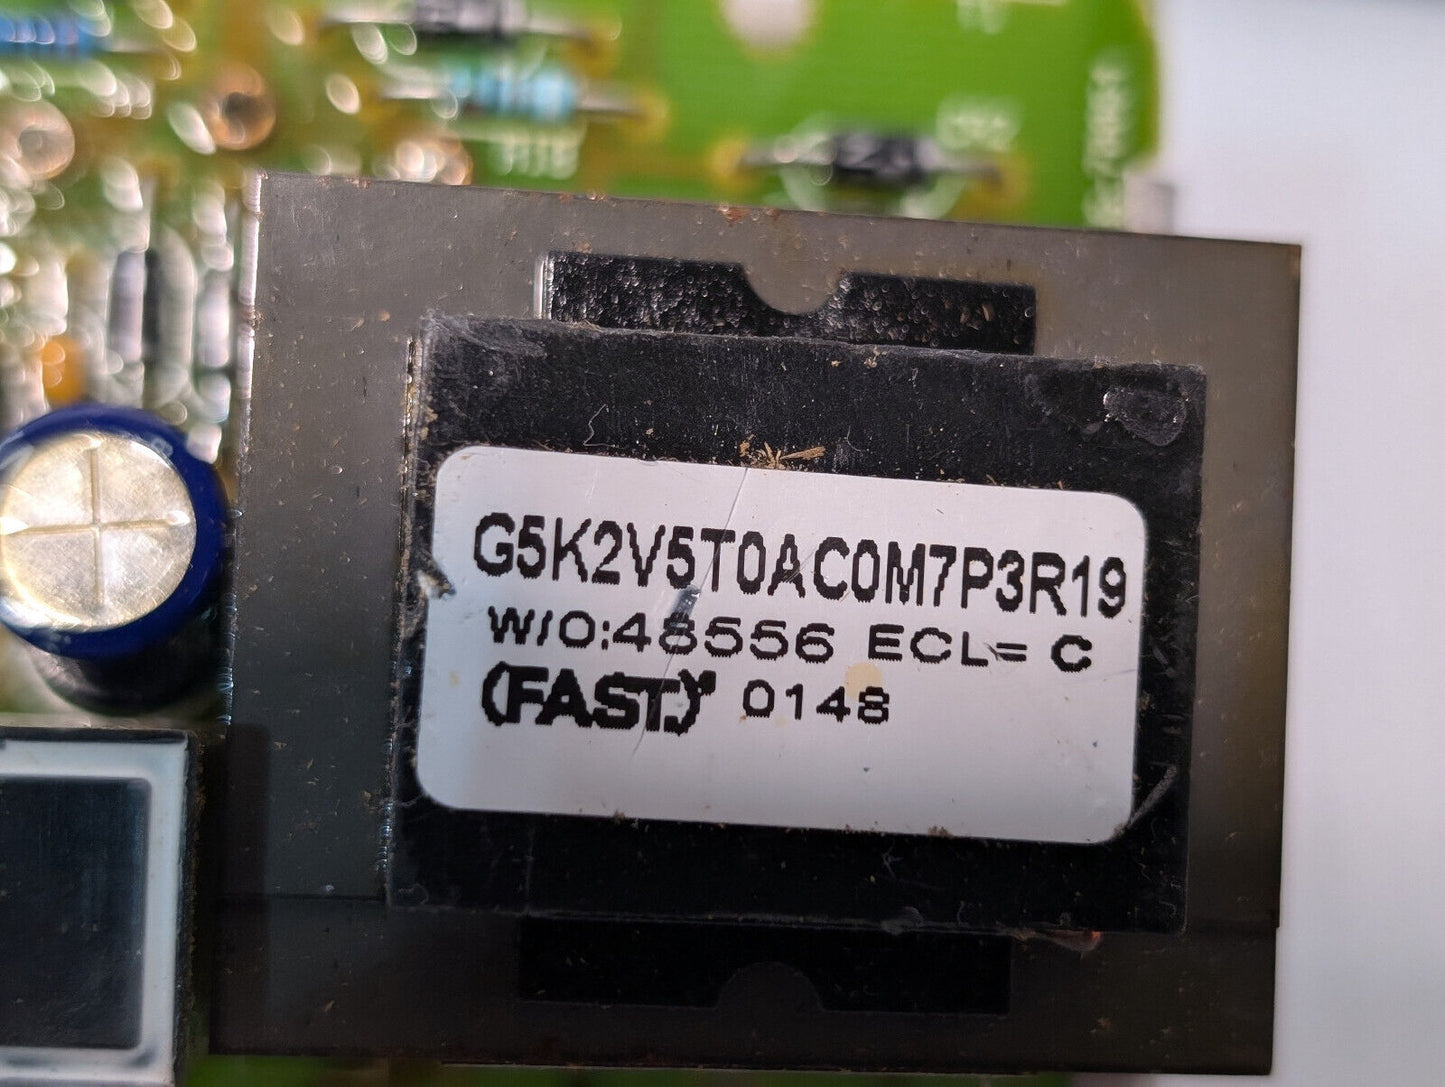 G5K2V5T0AC0M7P3R19
W/O:48556 ECL= C
(FAST) 0148